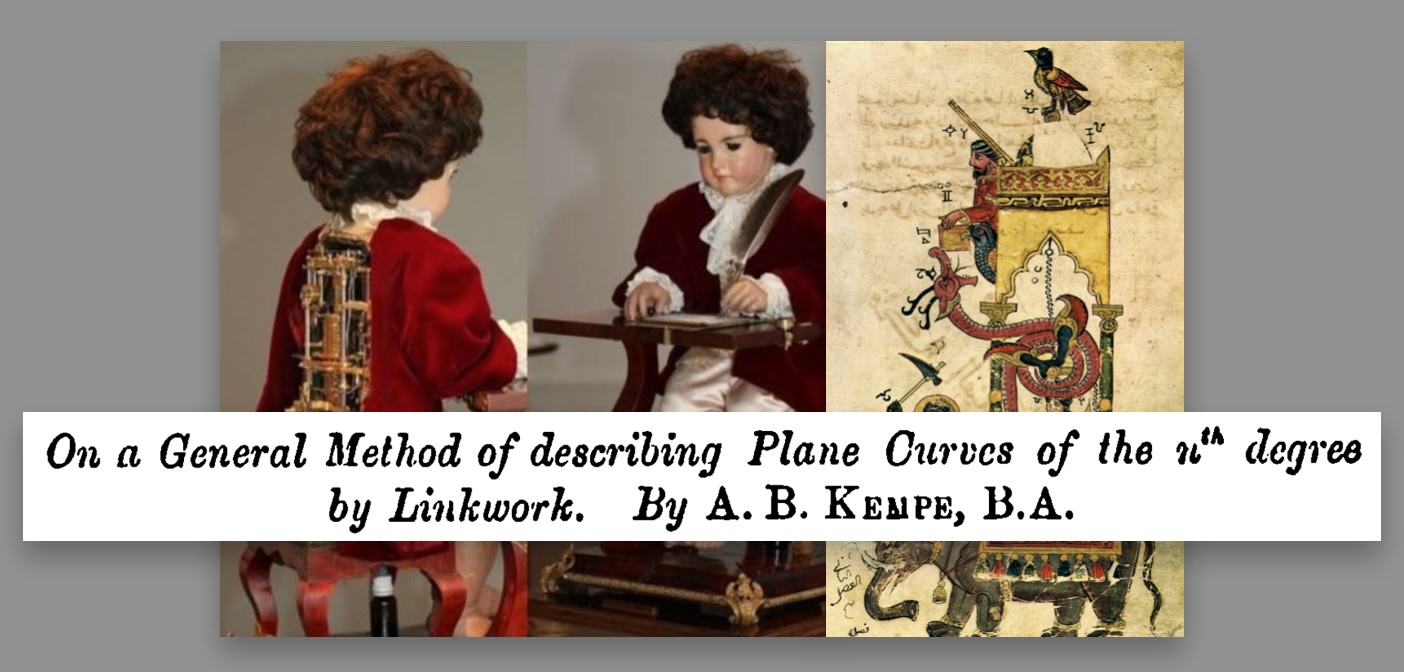 On a General Method of describing Plane Curves of the nth degree
by Linkwork. By A. B. KEMPE, B.A.